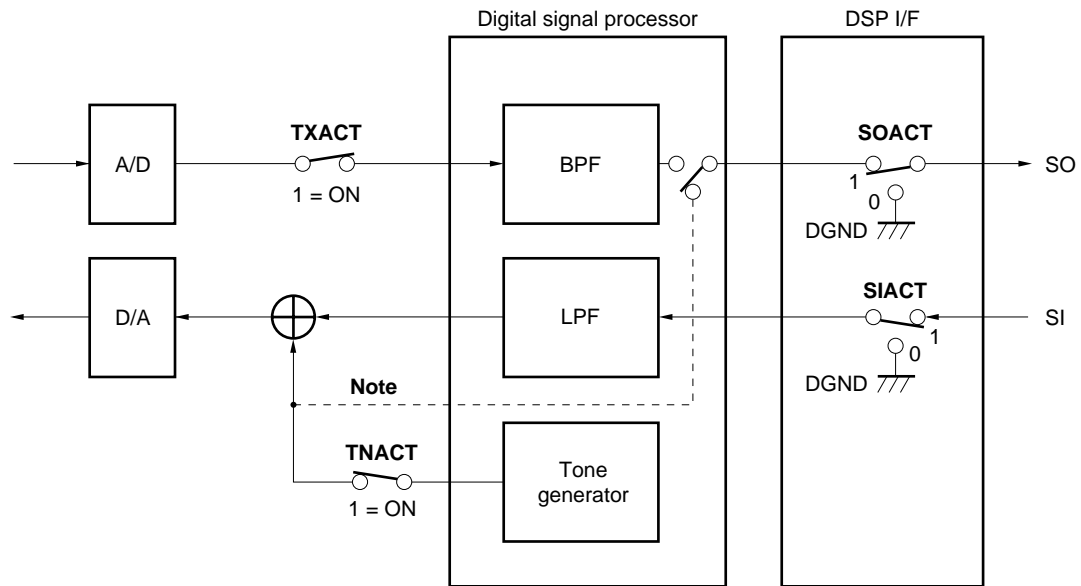 Digital signal processor
DSP I/F
A/D
TXACT
1 = ON
BPF
SOACT
1
0
DGND
SO
D/A
LPF
SIACT
1
0
DGND
SI
Note
TNACT
1 = ON
Tone
generator